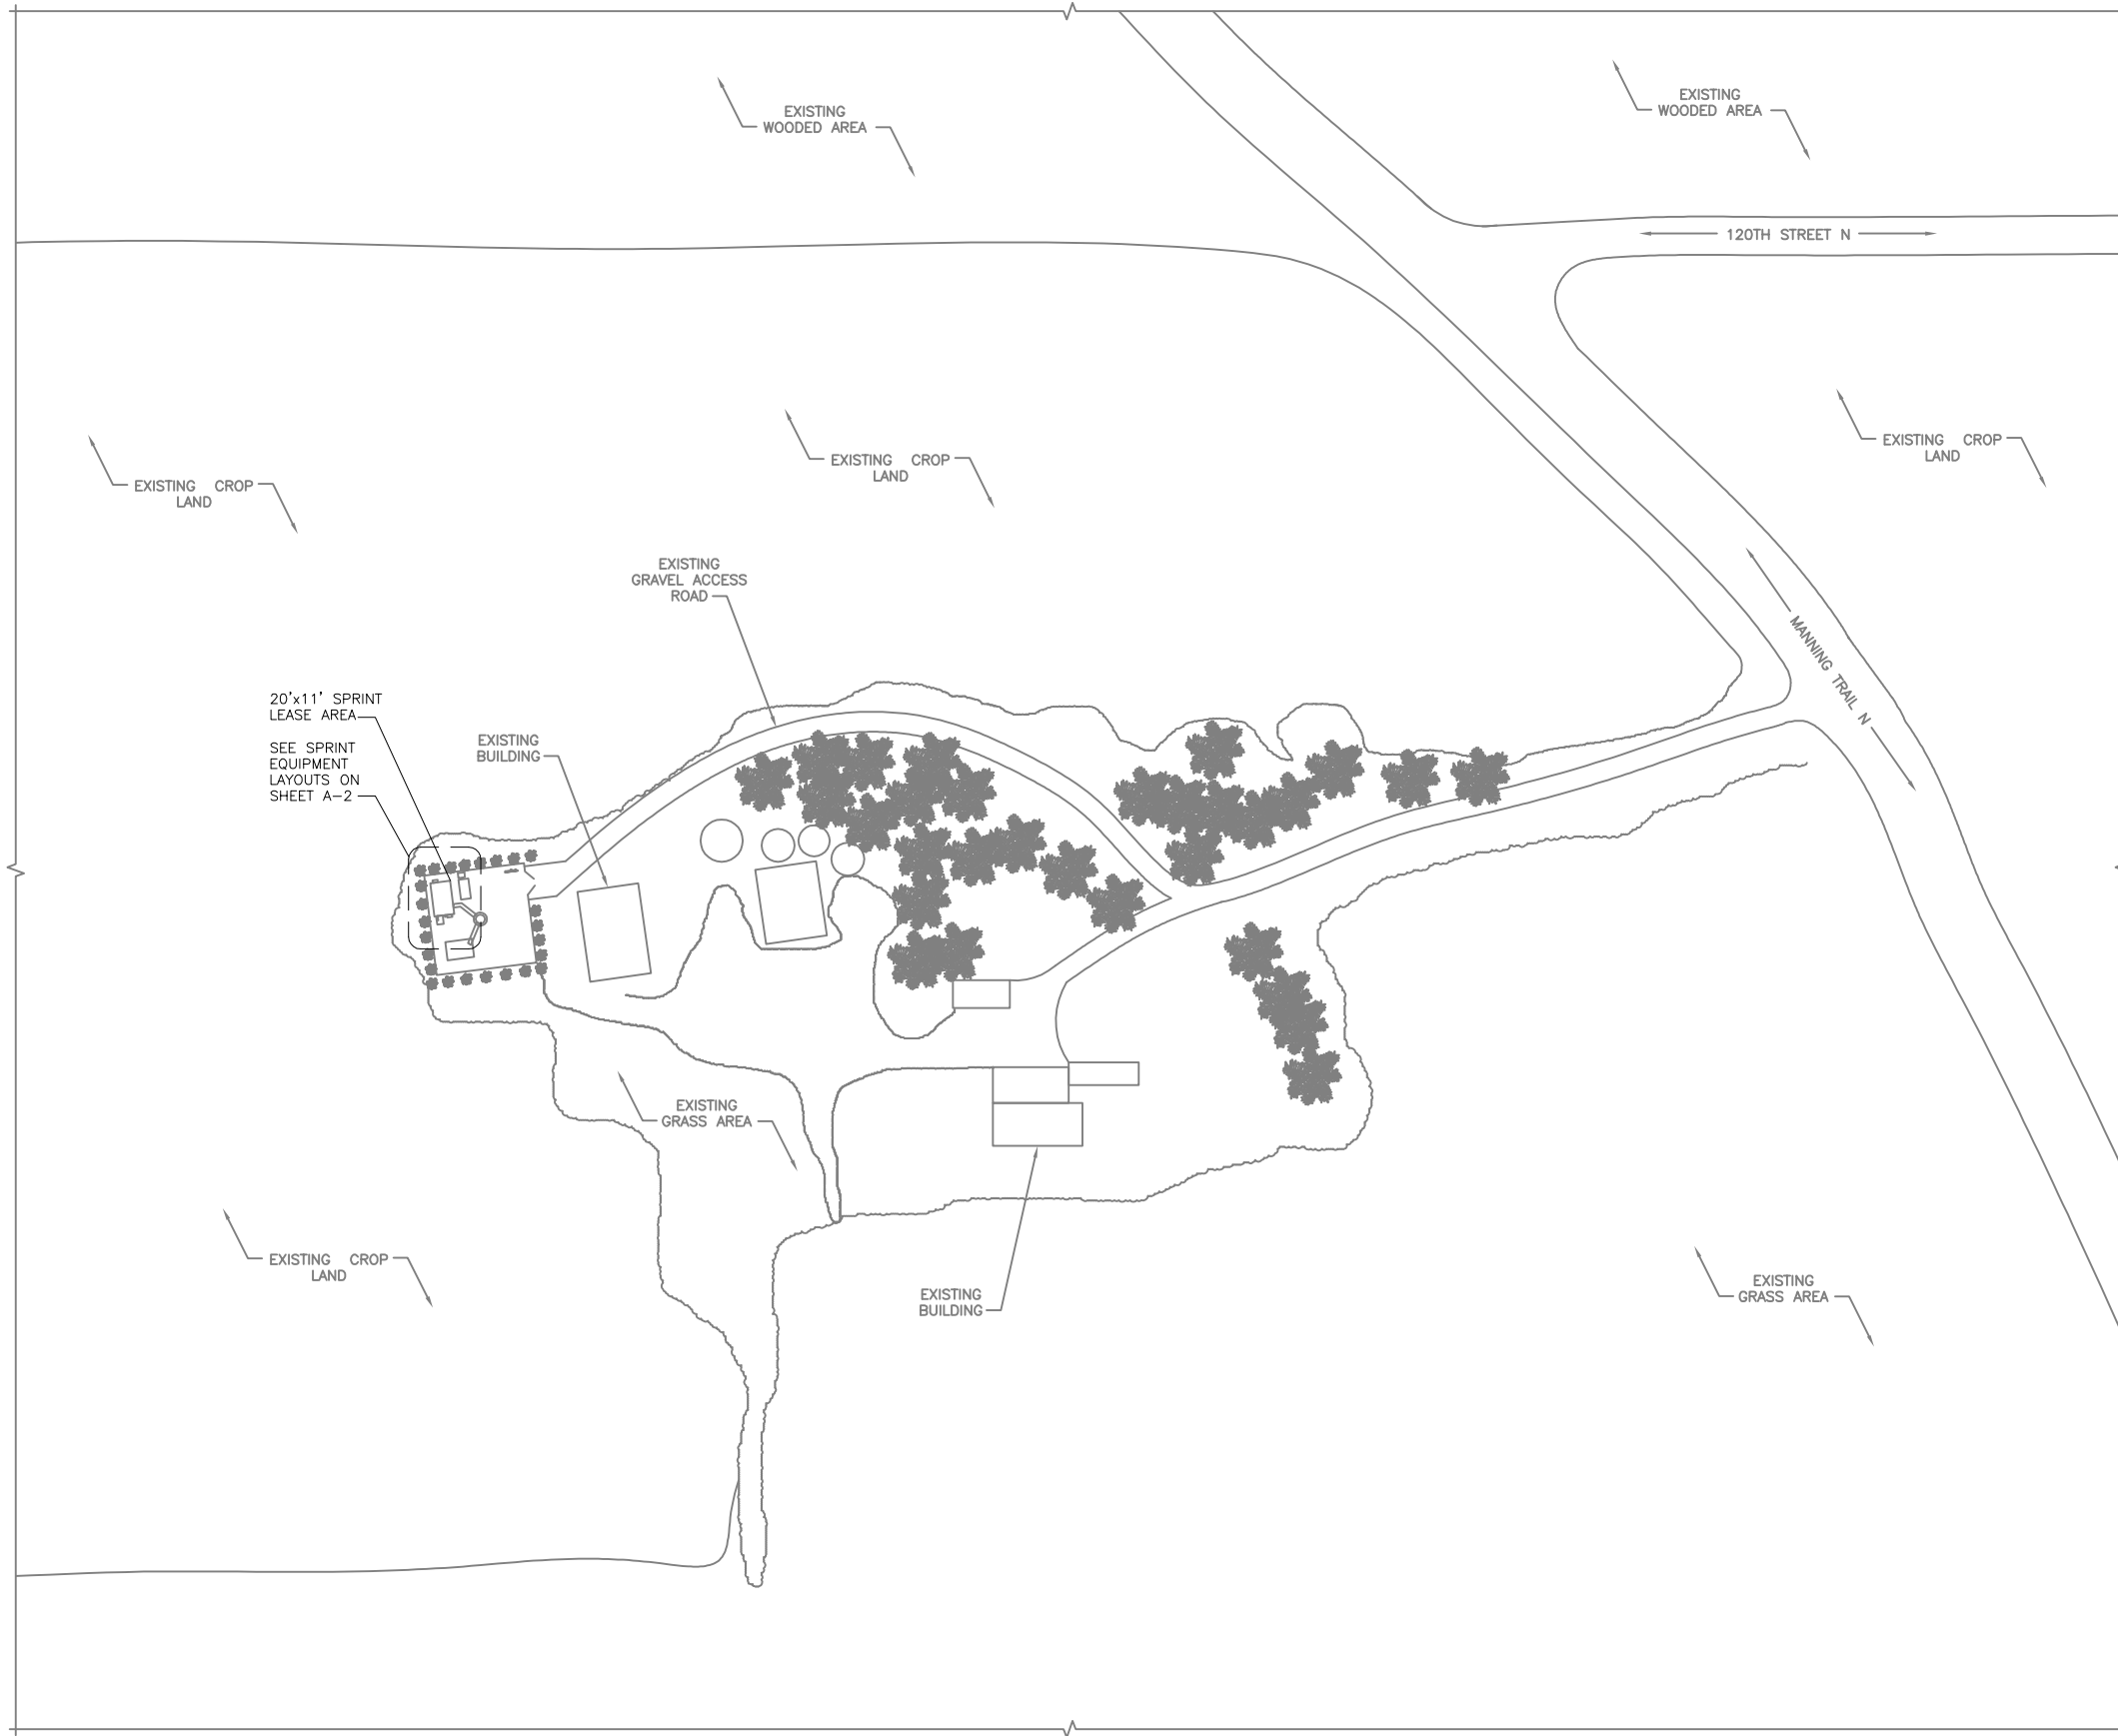 EXISTING
WOODED AREA
EXISTING
WOODED AREA
120TH STREET N
EXISTING CROP
LAND
EXISTING CROP
LAND
EXISTING CROP
LAND
EXISTING
GRAVEL ACCESS
ROAD
MANNING TRAIL N
20'x11' SPRINT
LEASE AREA
SEE SPRINT
EQUIPMENT
LAYOUTS ON
SHEET A-2
EXISTING
BUILDING
EXISTING
GRASS AREA
EXISTING CROP
LAND
EXISTING
BUILDING
EXISTING
GRASS AREA